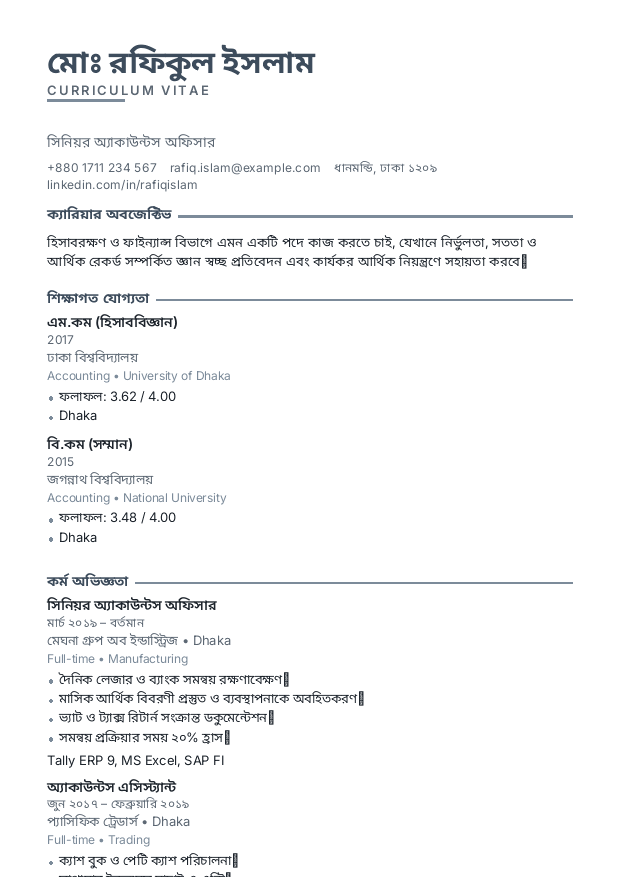 মোঃ রফিকুল ইসলাম
CURRICULUM VITAE
সিনিয়র অ্যাকাউন্টস অফিসার
+880 1711 234 567 rafiq.islam@example.com ধানমন্ডি, ঢাকা ১২০৯
linkedin.com/in/rafiqislam
ক্যারিয়ার অবজেক্টিভ
হিসাবরক্ষণ ও ফাইন্যান্স বিভাগে এমন একটি পদে কাজ করতে চাই, যেখানে নির্ভুলতা, সততা ও
আর্থিক রেকর্ড সম্পর্কিত জ্ঞান স্বচ্ছ প্রতিবেদন এবং কার্যকর আর্থিক নিয়ন্ত্রণে সহায়তা করবে
শিক্ষাগত যোগ্যতা
এম.কম (হিসাববিজ্ঞান)
2017
ঢাকা বিশ্ববিদ্যালয়
Accounting • University of Dhaka
• ফলাফল: 3.62 / 4.00
• Dhaka
বি.কম (সম্মান)
2015
জগন্নাথ বিশ্ববিদ্যালয়
Accounting • National University
• ফলাফল: 3.48 / 4.00
• Dhaka
কর্ম অভিজ্ঞতা
সিনিয়র অ্যাকাউন্টস অফিসার
মার্চ ২০১৯ – বর্তমান
মেঘনা গ্রুপ অব ইন্ডাস্ট্রিজ • Dhaka
Full-time • Manufacturing
• দৈনিক লেজার ও ব্যাংক সমন্বয় রক্ষণাবেক্ষণ
• মাসিক আর্থিক বিবরণী প্রস্তুত ও ব্যবস্থাপনাকে অবহিতকরণ
• ভ্যাট ও ট্যাক্স রিটার্ন সংক্রান্ত ডকুমেন্টেশন
• সমন্বয় প্রক্রিয়ার সময় ২০% হ্রাস
Tally ERP 9, MS Excel, SAP FI
অ্যাকাউন্টস এসিস্ট্যান্ট
জুন ২০১৭ – ফেব্রুয়ারি ২০১৯
প্যাসিফিক ট্রেডার্স • Dhaka
Full-time • Trading
• ক্যাশ বুক ও পেটি ক্যাশ পরিচালনা